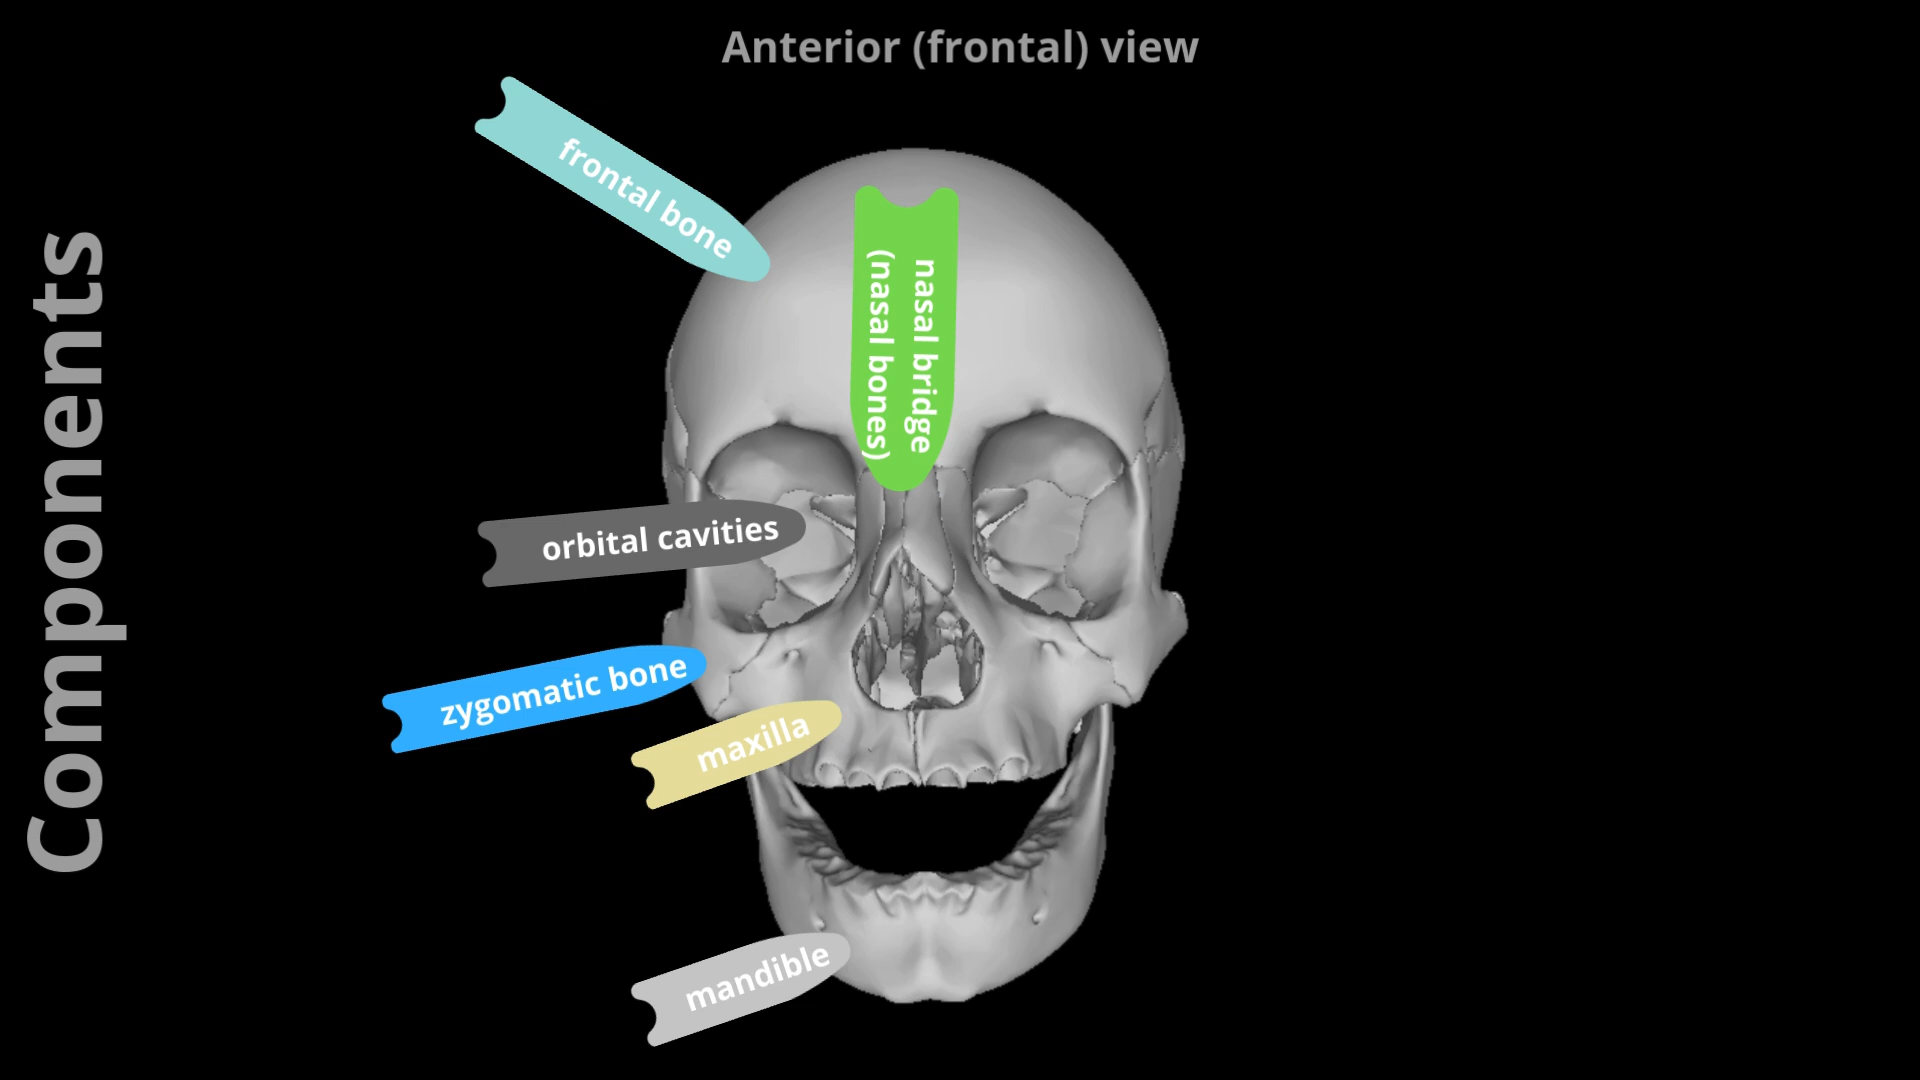 Anterior (frontal) view
Components
frontal bone
nasal bridge
(nasal bones)
orbital cavities
zygomatic bone
maxilla
mandible